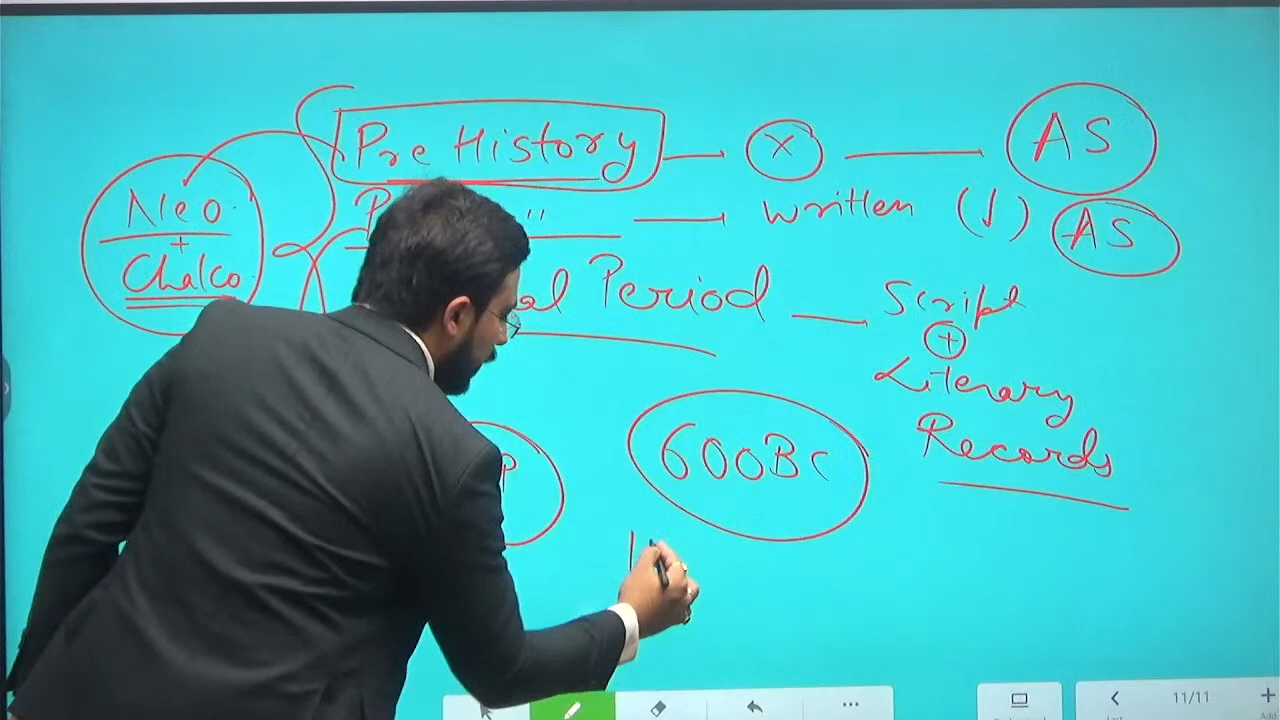 Pre History — X — AS
" — written (✓) AS
Neo
+
Chalco
Period — Script
+
Literary
Records
600BC
11/11